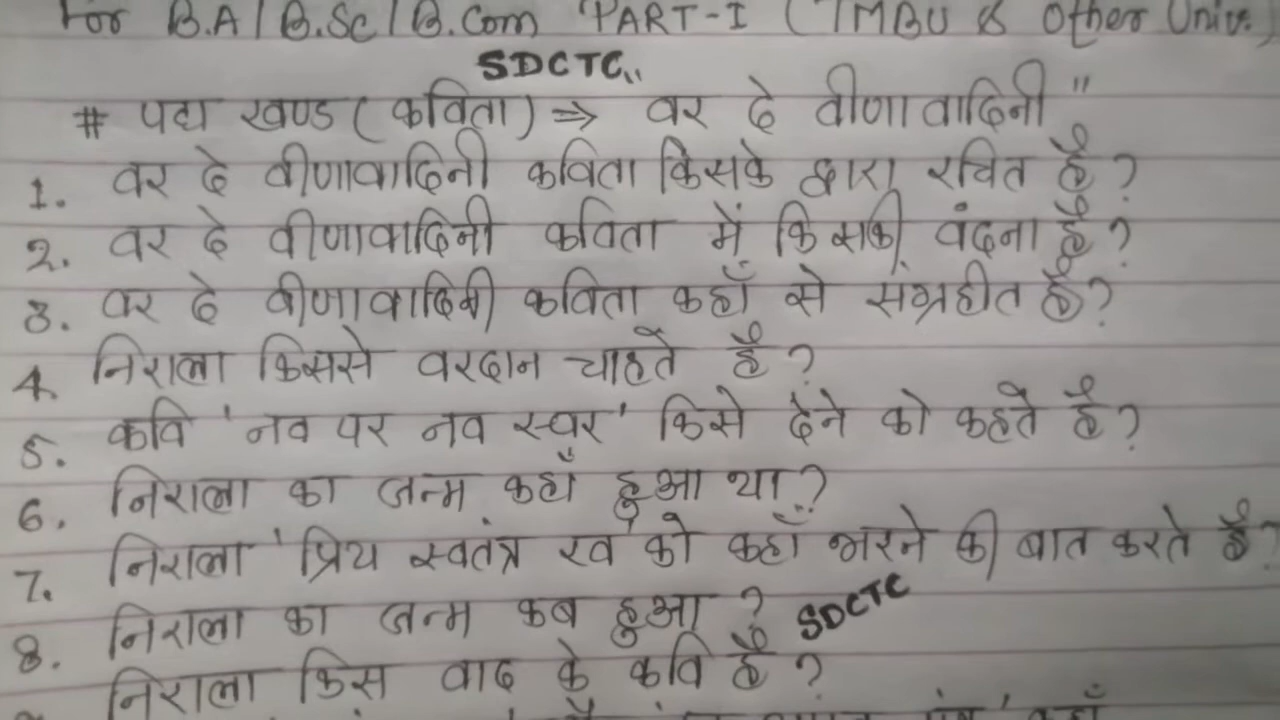 For B.A/B.Sc/B.Com PART-I (TMBU & Other Univ.)
SDCTC
# पद्य खण्ड (कविता) ⇒ "वर दे वीणावादिनी"
1. वर दे वीणावादिनी कविता किसके द्वारा रचित है?
2. वर दे वीणावादिनी कविता में किसकी वंदना है?
3. वर दे वीणावादिनी कविता कहाँ से संग्रहीत है?
4. निराला किससे वरदान चाहते है?
5. कवि 'नव पर नव स्वर' किसे देने को कहते है?
6. निराला का जन्म कहाँ हुआ था?
7. निराला 'प्रिय स्वतंत्र रव को कहाँ भरने की बात करते है?
8. निराला का जन्म कब हुआ? SDCTC
निराला किस वाद के कवि है?